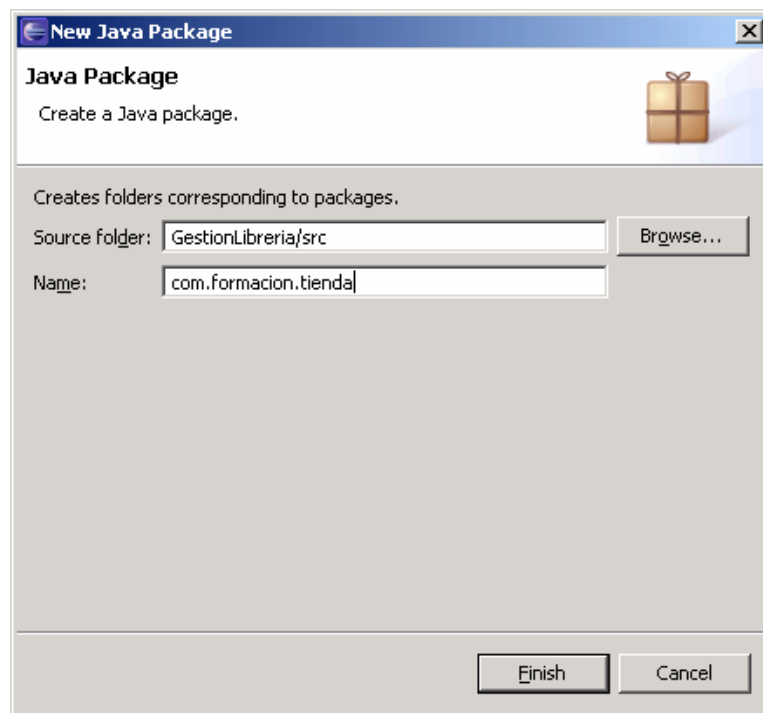 New Java Package
Java Package
Create a Java package.
Creates folders corresponding to packages.
Source folder: GestionLibreria/src Browse...
Name: com.formacion.tienda
Finish Cancel